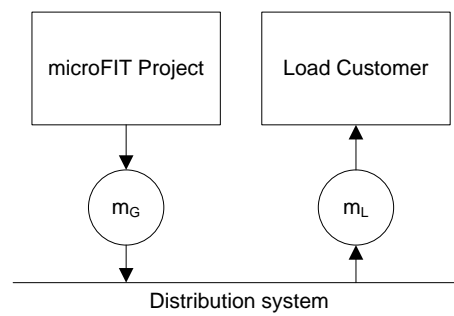 microFIT Project
Load Customer
mG
mL
Distribution system